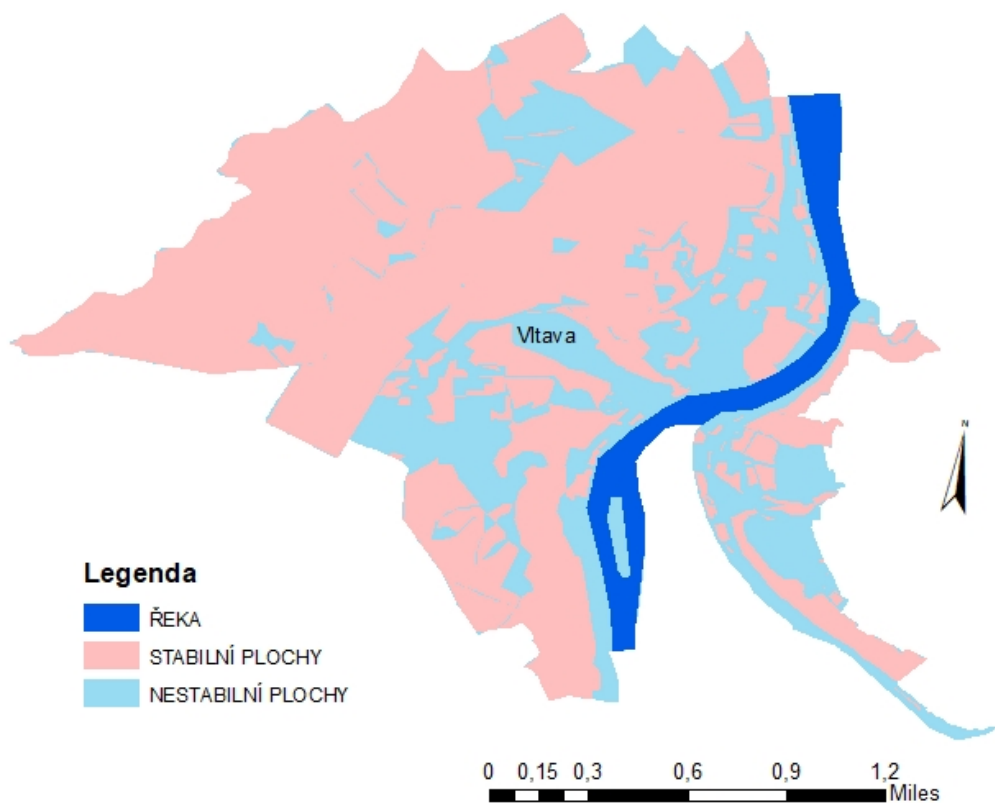 Vltava
N
Legenda
ŘEKA
STABILNÍ PLOCHY
NESTABILNÍ PLOCHY
0 0,15 0,3 0,6 0,9 1,2
Miles